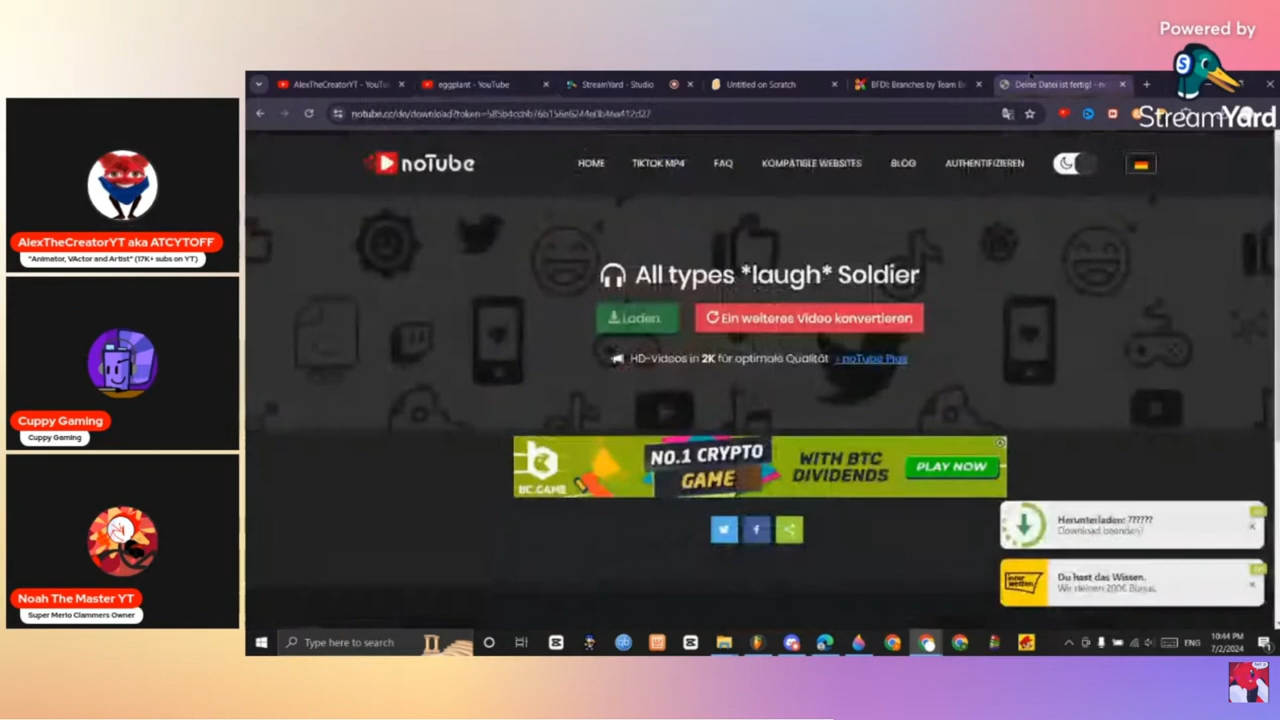 Powered by
StreamYard
AlexTheCreatorYT aka ATCYTOFF
"Animator, VActor and Artist" (17K+ subs on YT)
Cuppy Gaming
Cuppy Gaming
Noah The Master YT
Super Merio Clammers Owner
AlexTheCreatorYT - YouTu
eggplant - YouTube
StreamYard - Studio
Untitled on Scratch
BFDI: Branches by Team B
Deine Datei ist fertig! - n
noTube
HOME
TIKTOK MP4
FAQ
KOMPATIBLE WEBSITES
BLOG
AUTHENTIFIZIEREN
All types *laugh* Soldier
Laden
Ein weiteres Video konvertieren
HD-Videos in 2K für optimale Qualität › noTube Plus
BC.GAME
NO.1 CRYPTO
GAME
WITH BTC
DIVIDENDS
PLAY NOW
Herunterladen: ??????
Download beenden?
Du hast das Wissen.
200€ Bonus.
Type here to search
ENG
10:44 PM
7/2/2024